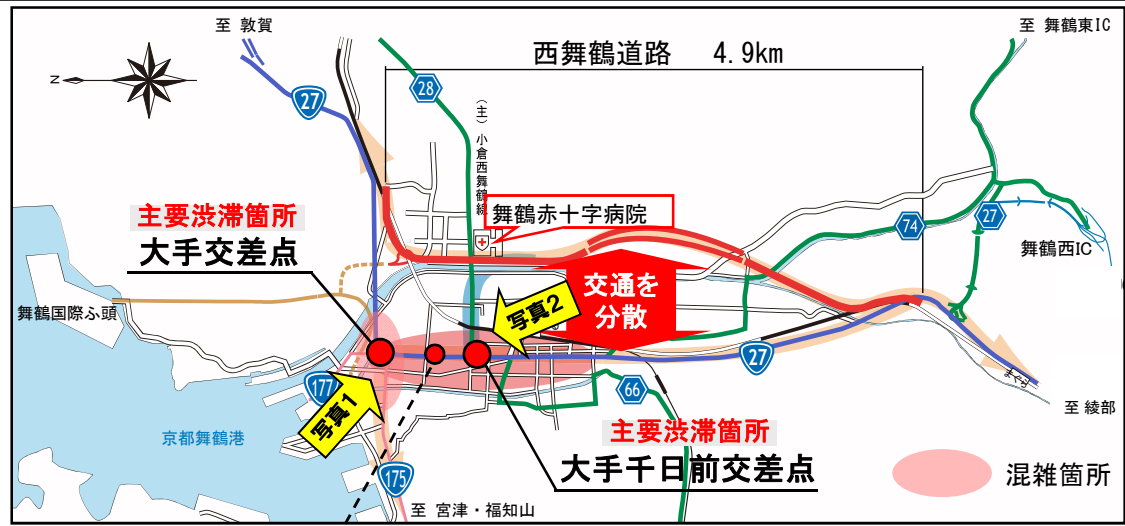 至 敦賀
至 舞鶴東IC
西舞鶴道路 4.9km
N
28
27
(主)小倉西舞鶴線
主要渋滞箇所
大手交差点
舞鶴赤十字病院
74
27
舞鶴西IC
交通を
分散
写真2
舞鶴国際ふ頭
27
177
写真1
66
至 綾部
京都舞鶴港
主要渋滞箇所
大手千日前交差点
175
至 宮津・福知山
混雑箇所